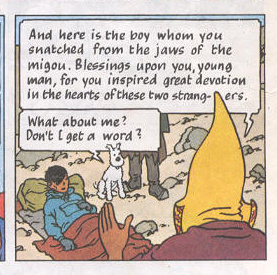 And here is the boy whom you
snatched from the jaws of the
migou. Blessings upon you, young
man, for you inspired great devotion
in the hearts of these two strang- ers.
What about me?
Don't I get a word?